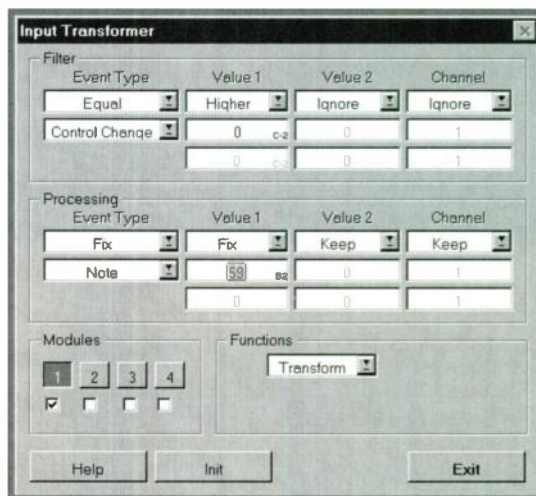 Input Transformer
Filter
Event Type Value 1 Value 2 Channel
Equal Higher Ignore Ignore
Control Change 0 C-2 0 1
0 C-2 0 1
Processing
Event Type Value 1 Value 2 Channel
Fix Fix Keep Keep
Note 59 B2 0 1
0 0 1
Modules Functions
1 2 3 4 Transform
Help Init Exit